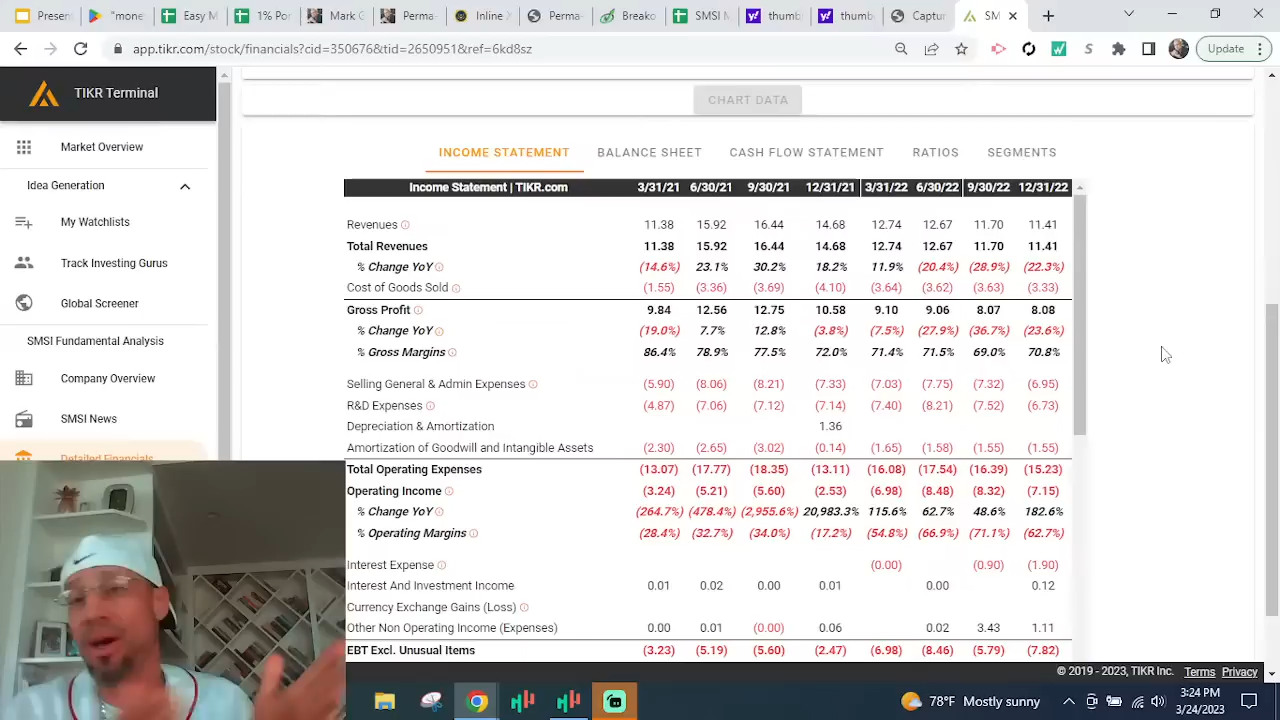 "mone
Easy M
1% Po
Mark G
Perma
Inline X
Perma
Breako
SMSI
thumb
thumb
Captur
SM
app.tikr.com/stock/financials?cid=350676&tid=2650951&ref=6kd8sz
Update
TIKR Terminal
Market Overview
Idea Generation
My Watchlists
Track Investing Gurus
Global Screener
SMSI Fundamental Analysis
Company Overview
SMSI News
Detailed Financials
CHART DATA
INCOME STATEMENT BALANCE SHEET CASH FLOW STATEMENT RATIOS SEGMENTS
Income Statement | TIKR.com 3/31/21 6/30/21 9/30/21 12/31/21 3/31/22 6/30/22 9/30/22 12/31/22
Revenues 11.38 15.92 16.44 14.68 12.74 12.67 11.70 11.41
Total Revenues 11.38 15.92 16.44 14.68 12.74 12.67 11.70 11.41
% Change YoY (14.6%) 23.1% 30.2% 18.2% 11.9% (20.4%) (28.9%) (22.3%)
Cost of Goods Sold (1.55) (3.36) (3.69) (4.10) (3.64) (3.62) (3.63) (3.33)
Gross Profit 9.84 12.56 12.75 10.58 9.10 9.06 8.07 8.08
% Change YoY (19.0%) 7.7% 12.8% (3.8%) (7.5%) (27.9%) (36.7%) (23.6%)
% Gross Margins 86.4% 78.9% 77.5% 72.0% 71.4% 71.5% 69.0% 70.8%
Selling General & Admin Expenses (5.90) (8.06) (8.21) (7.33) (7.03) (7.75) (7.32) (6.95)
R&D Expenses (4.87) (7.06) (7.12) (7.14) (7.40) (8.21) (7.52) (6.73)
Depreciation & Amortization 1.36
Amortization of Goodwill and Intangible Assets (2.30) (2.65) (3.02) (0.14) (1.65) (1.58) (1.55) (1.55)
Total Operating Expenses (13.07) (17.77) (18.35) (13.11) (16.08) (17.54) (16.39) (15.23)
Operating Income (3.24) (5.21) (5.60) (2.53) (6.98) (8.48) (8.32) (7.15)
% Change YoY (264.7%) (478.4%) (2,955.6%) 20,983.3% 115.6% 62.7% 48.6% 182.6%
% Operating Margins (28.4%) (32.7%) (34.0%) (17.2%) (54.8%) (66.9%) (71.1%) (62.7%)
Interest Expense (0.00) (0.90) (1.90)
Interest And Investment Income 0.01 0.02 0.00 0.01 0.00 0.12
Currency Exchange Gains (Loss)
Other Non Operating Income (Expenses) 0.00 0.01 (0.00) 0.06 0.02 3.43 1.11
EBT Excl. Unusual Items (3.23) (5.19) (5.60) (2.47) (6.98) (8.46) (5.79) (7.82)
© 2019 - 2023, TIKR Inc. Terms Privacy
78°F Mostly sunny
3:24 PM
3/24/2023